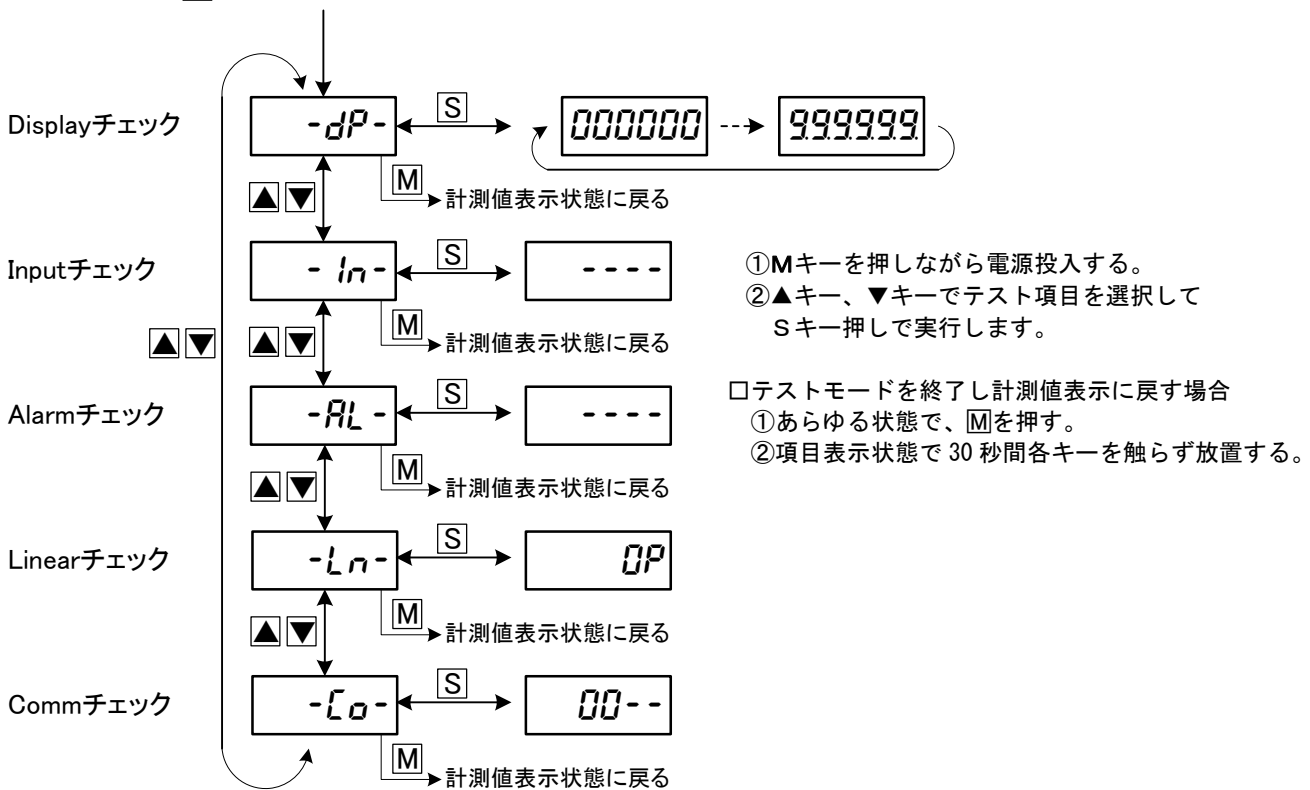 Displayチェック
-dP-
S
000000
9.9.9.9.9.9.
▲▼
M
計測値表示状態に戻る
Inputチェック
-In-
S
----
▲▼
▲▼
M
計測値表示状態に戻る
①Mキーを押しながら電源投入する。
②▲キー、▼キーでテスト項目を選択して
Sキー押しで実行します。
Alarmチェック
-AL-
S
----
▲▼
M
計測値表示状態に戻る
□テストモードを終了し計測値表示に戻す場合
①あらゆる状態で、Mを押す。
②項目表示状態で30秒間各キーを触らず放置する。
Linearチェック
-Ln-
S
0P
▲▼
M
計測値表示状態に戻る
Commチェック
-Co-
S
00--
M
計測値表示状態に戻る